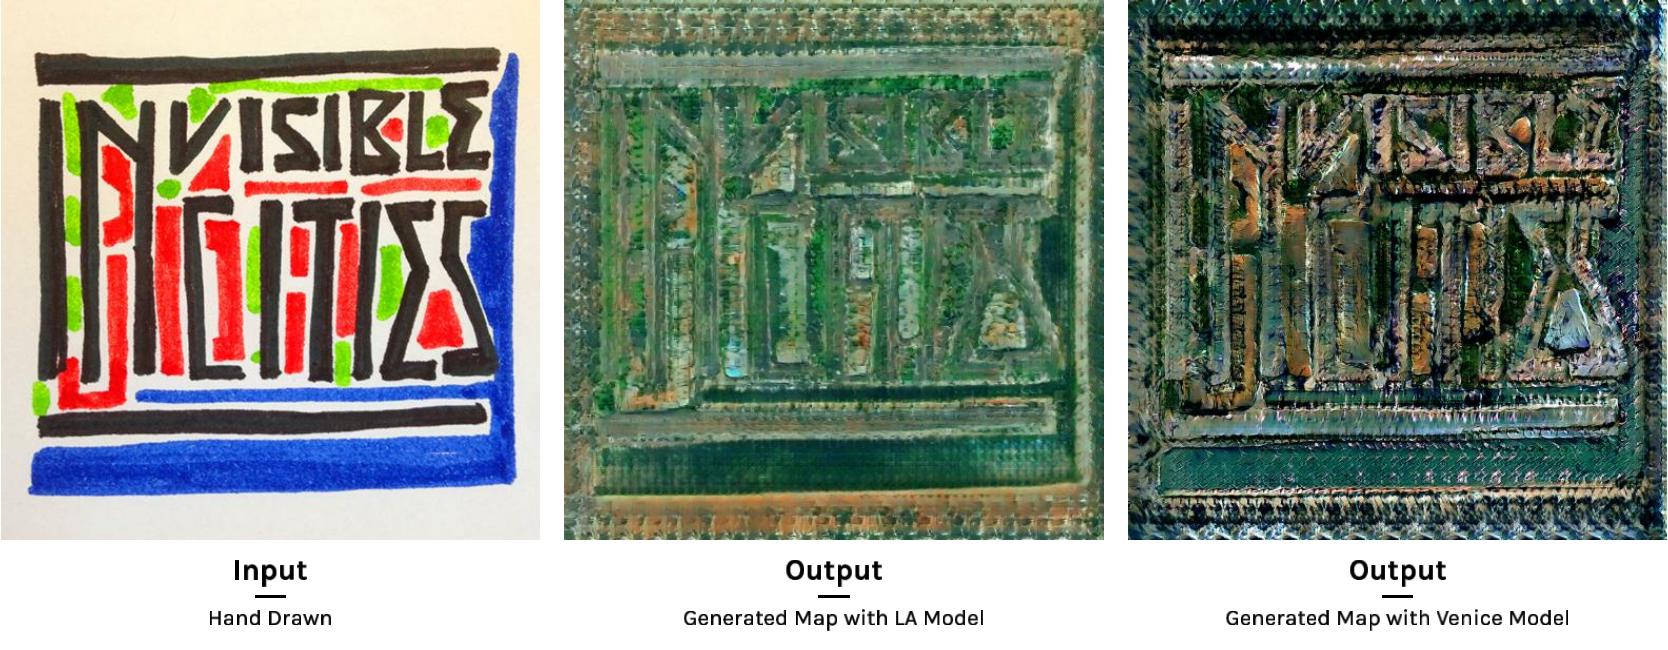 INVISIBLE
CITIES
Input
Hand Drawn
Output
Generated Map with LA Model
Output
Generated Map with Venice Model